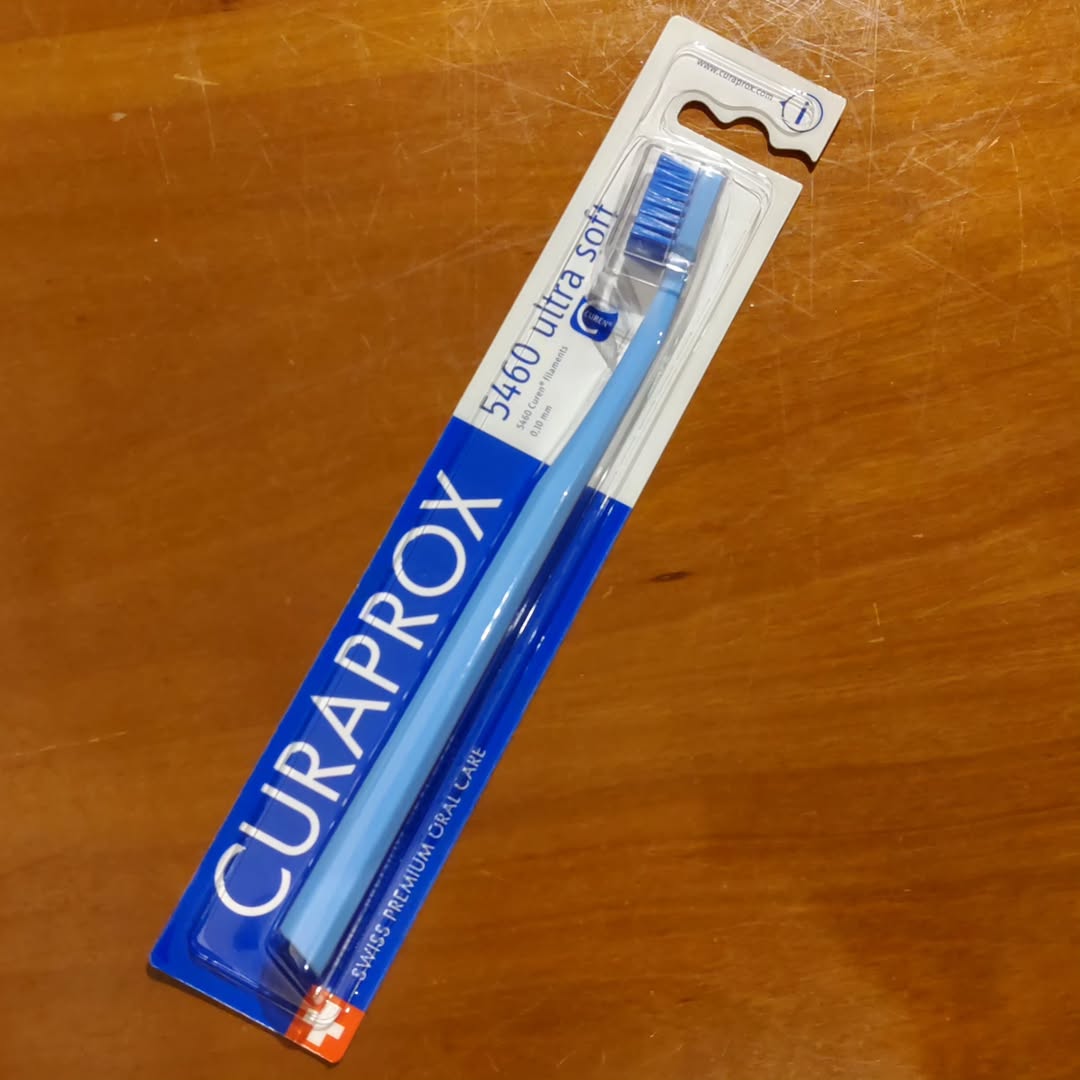 www.curaprox.com
i
5460 ultra soft
CUREN®
5460 Curen® filaments
0,10 mm
CURAPROX
SWISS PREMIUM ORAL CARE